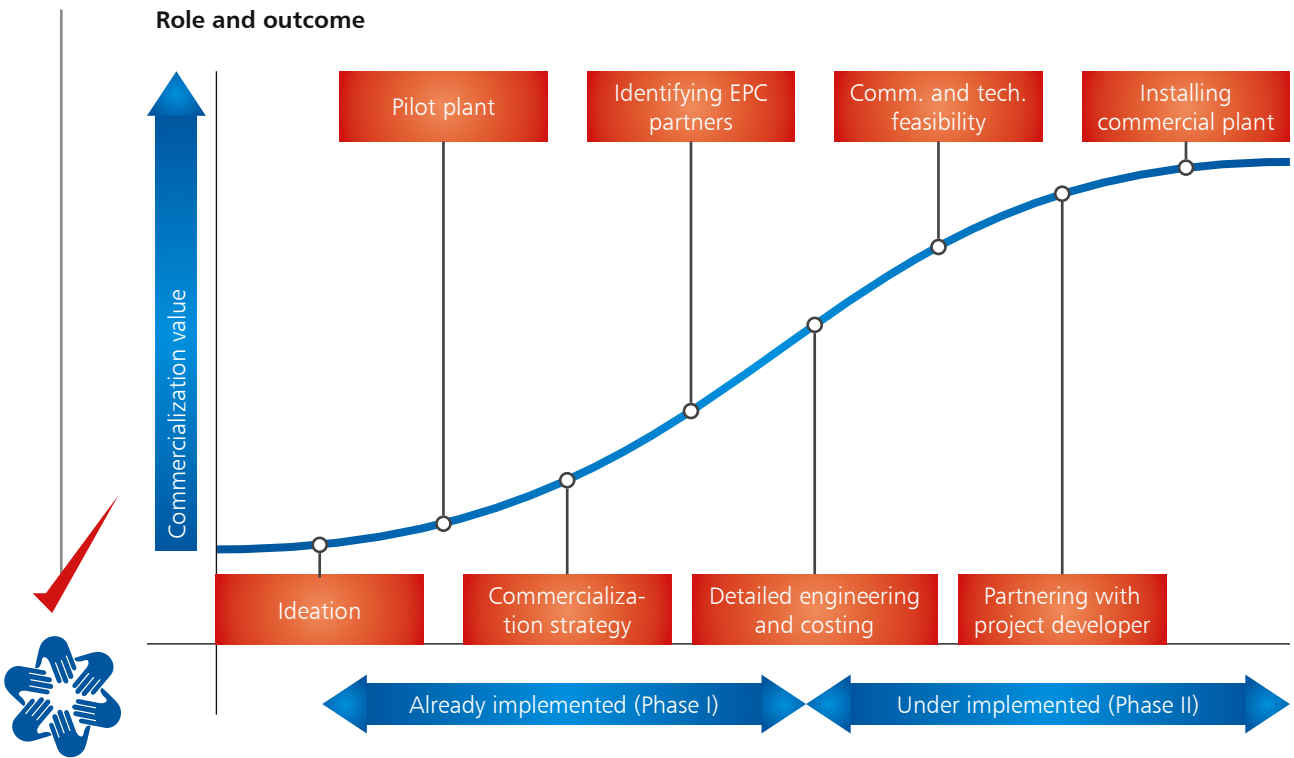 Role and outcome
Pilot plant
Identifying EPC
partners
Comm. and tech.
feasibility
Installing
commercial plant
Commercialization value
Ideation
Commercializa-
tion strategy
Detailed engineering
and costing
Partnering with
project developer
Already implemented (Phase I)
Under implemented (Phase II)